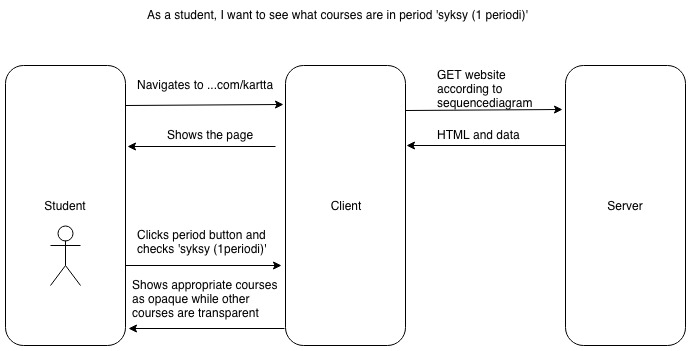 As a student, I want to see what courses are in period 'syksy (1 periodi)'
Navigates to ...com/kartta
GET website
according to
sequencediagram
Shows the page
HTML and data
Student
Client
Server
Clicks period button and
checks 'syksy (1periodi)'
Shows appropriate courses
as opaque while other
courses are transparent